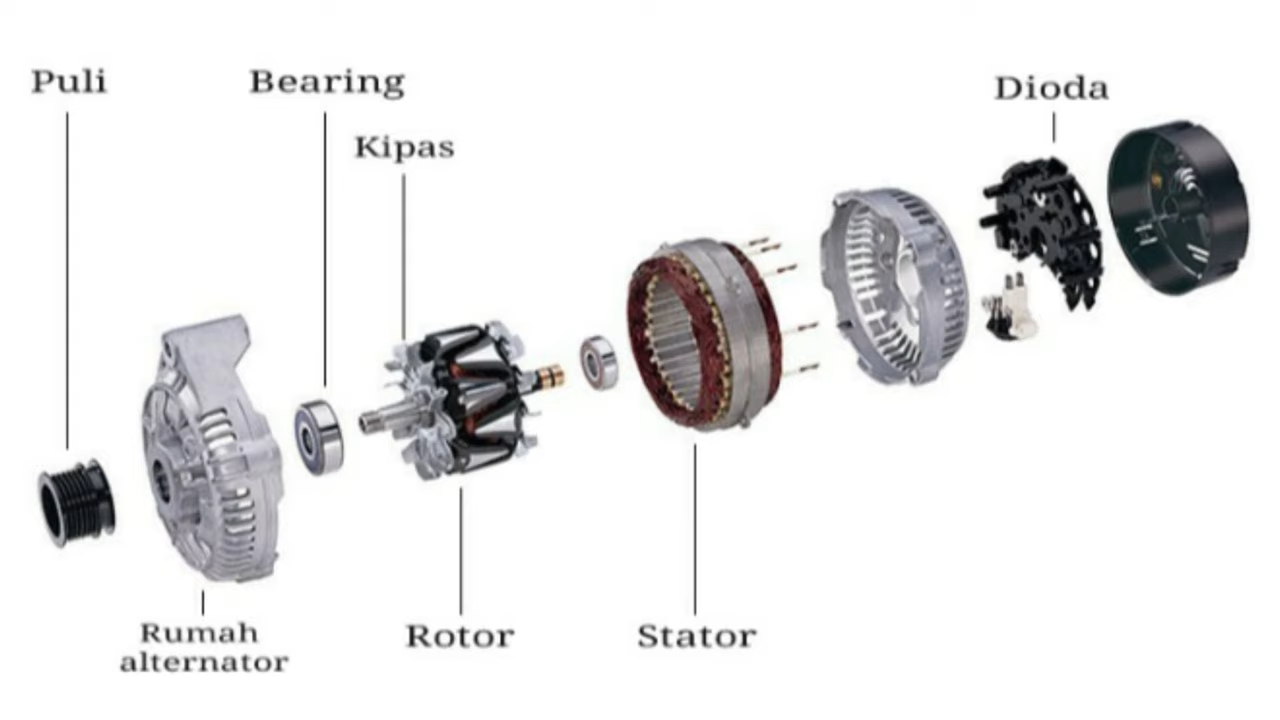 Puli
Bearing
Kipas
Dioda
Rumah
alternator
Rotor
Stator